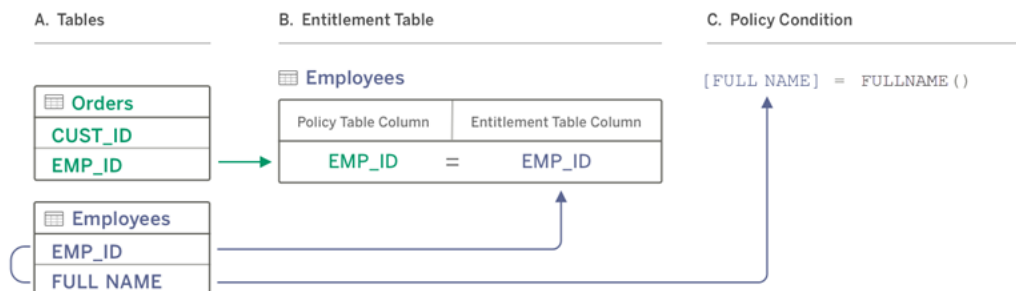 A. Tables
B. Entitlement Table
C. Policy Condition
Orders
CUST_ID
EMP_ID
Employees
EMP_ID
FULL NAME
Employees
Policy Table Column
Entitlement Table Column
EMP_ID = EMP_ID
[FULL NAME] = FULLNAME()